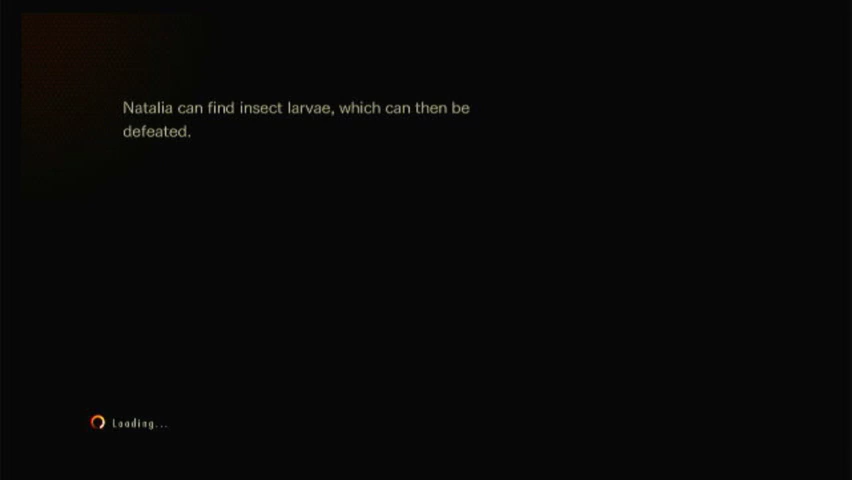 Natalia can find insect larvae, which can then be
defeated.
Loading...